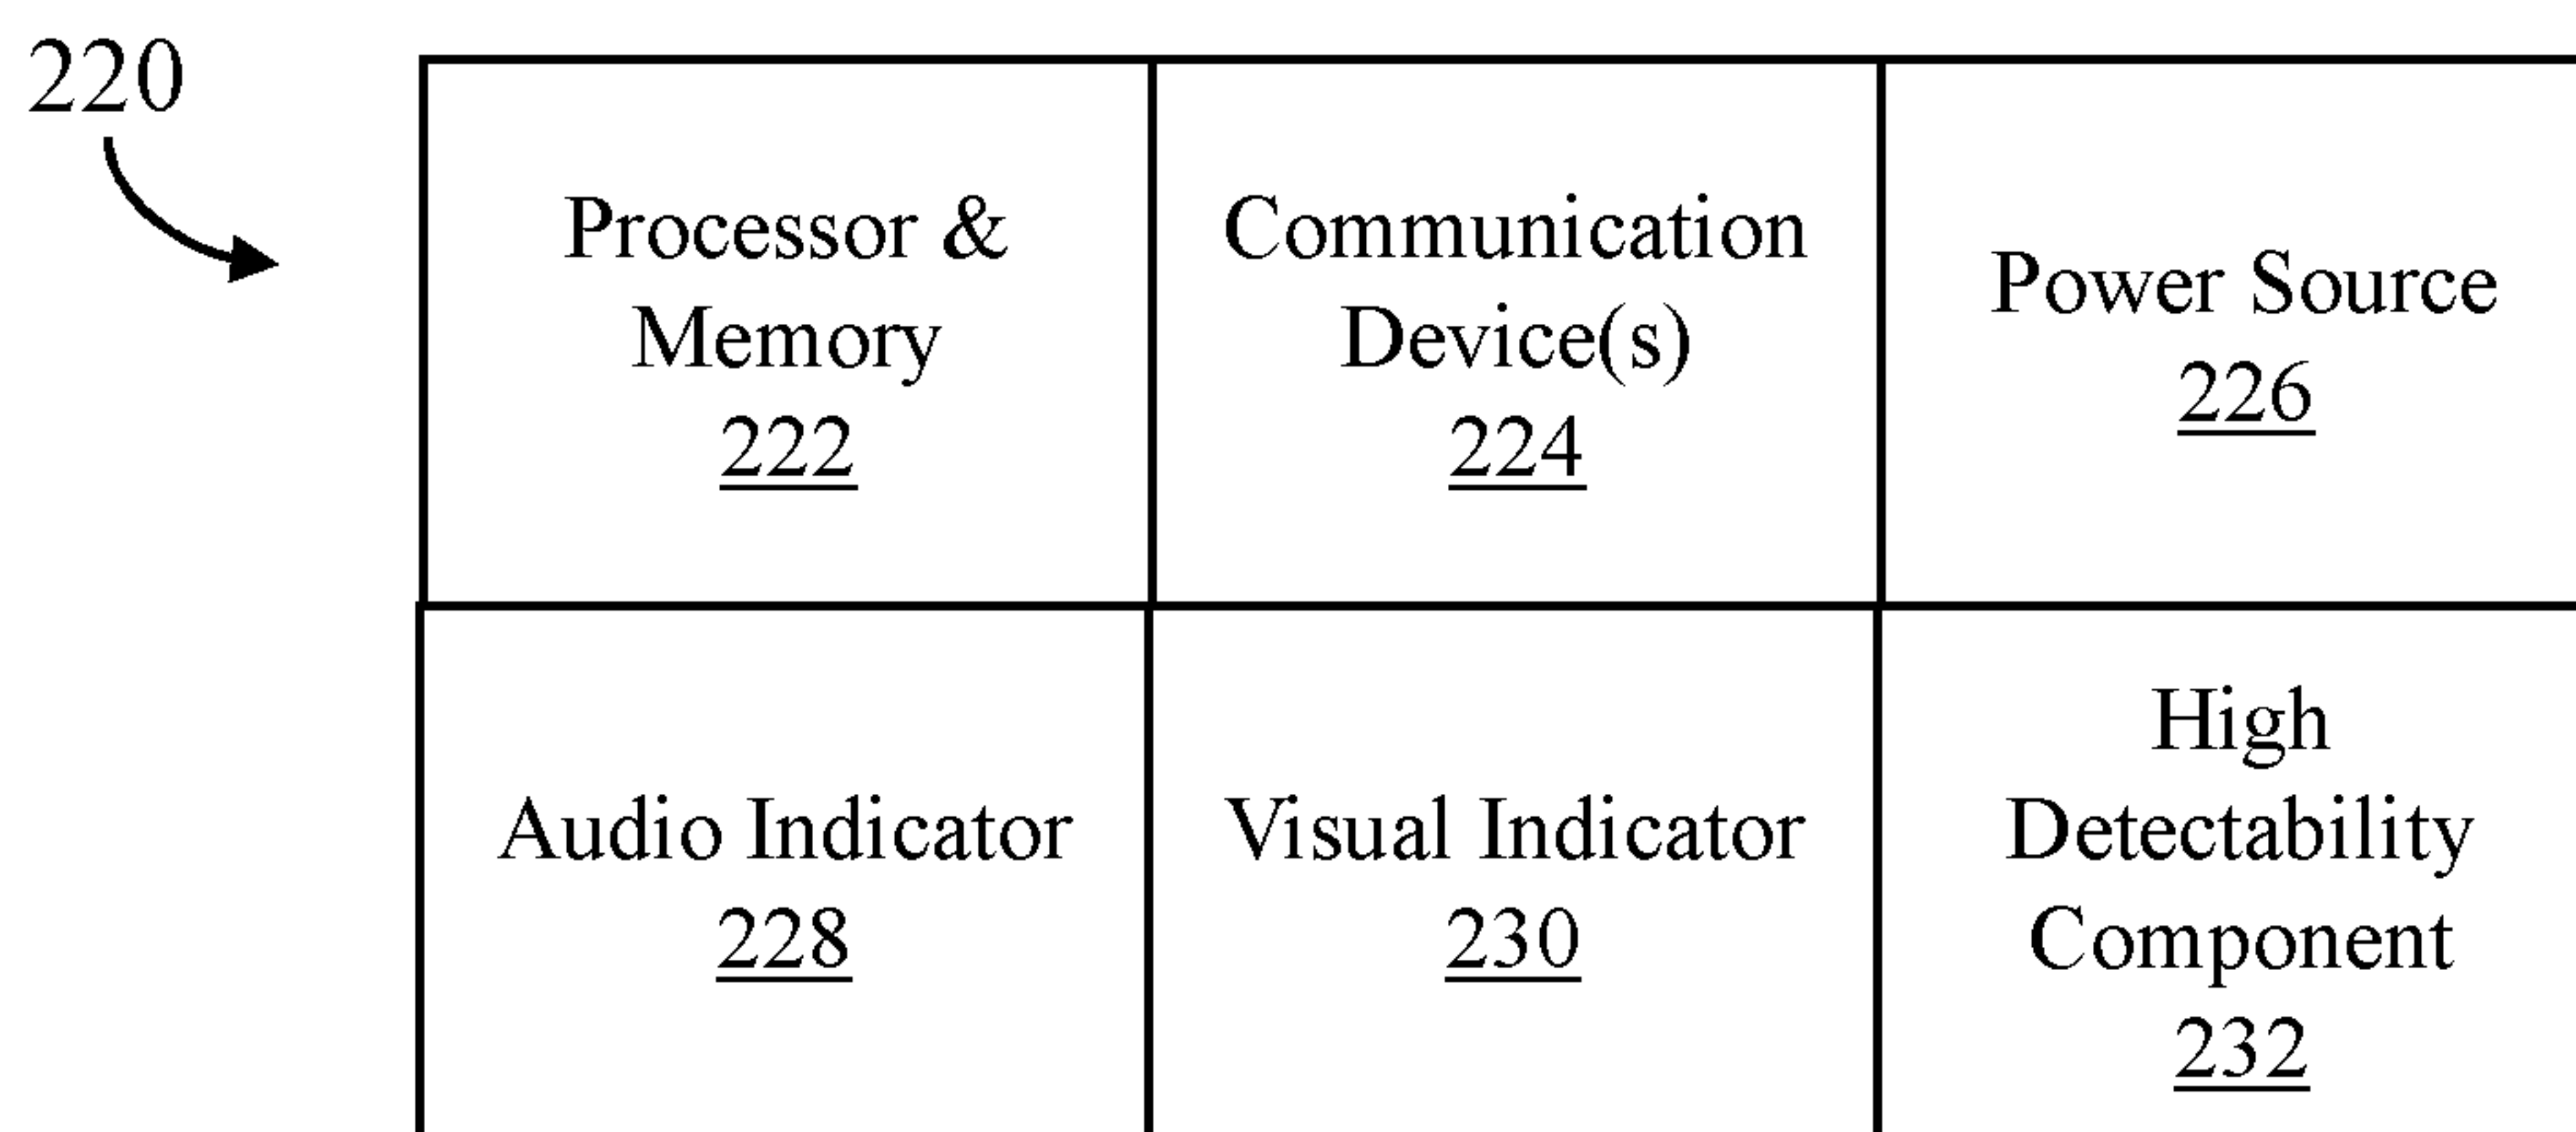 220
Processor &
Memory
222
Communication
Device(s)
224
Power Source
226
Audio Indicator
228
Visual Indicator
230
High
Detectability
Component
232